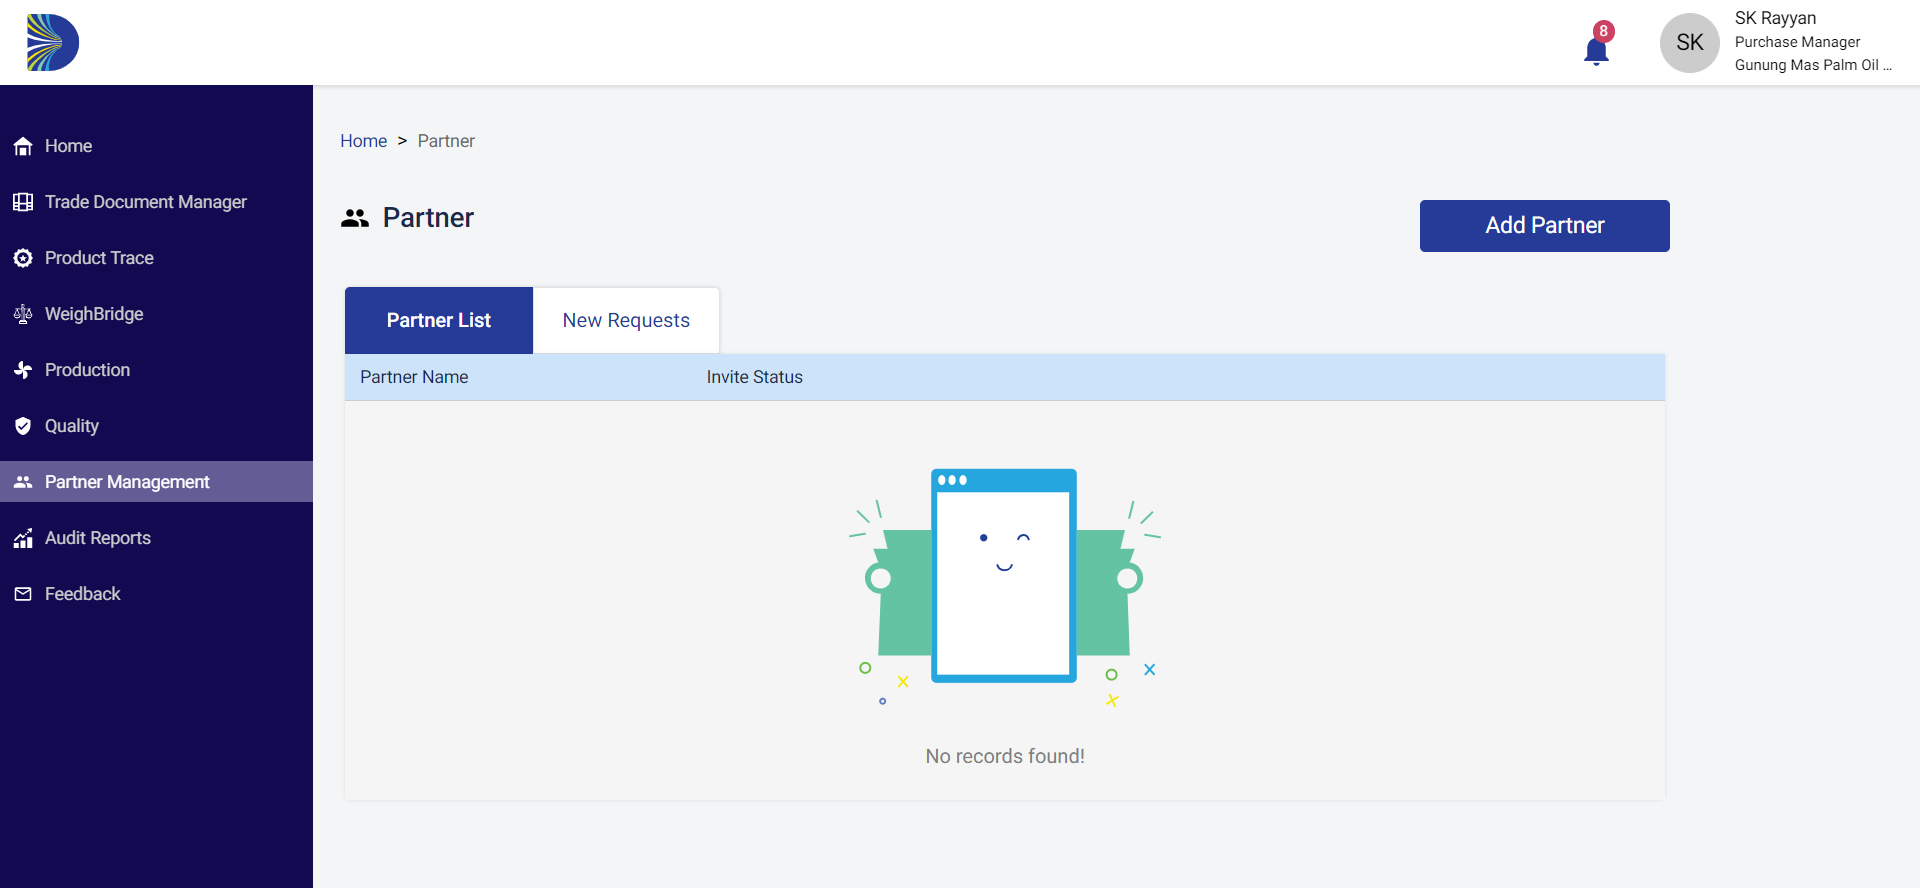 8
SK
SK Rayyan
Purchase Manager
Gunung Mas Palm Oil ...
Home
Trade Document Manager
Product Trace
WeighBridge
Production
Quality
Partner Management
Audit Reports
Feedback
Home > Partner
Partner
Add Partner
Partner List
New Requests
Partner Name
Invite Status
No records found!